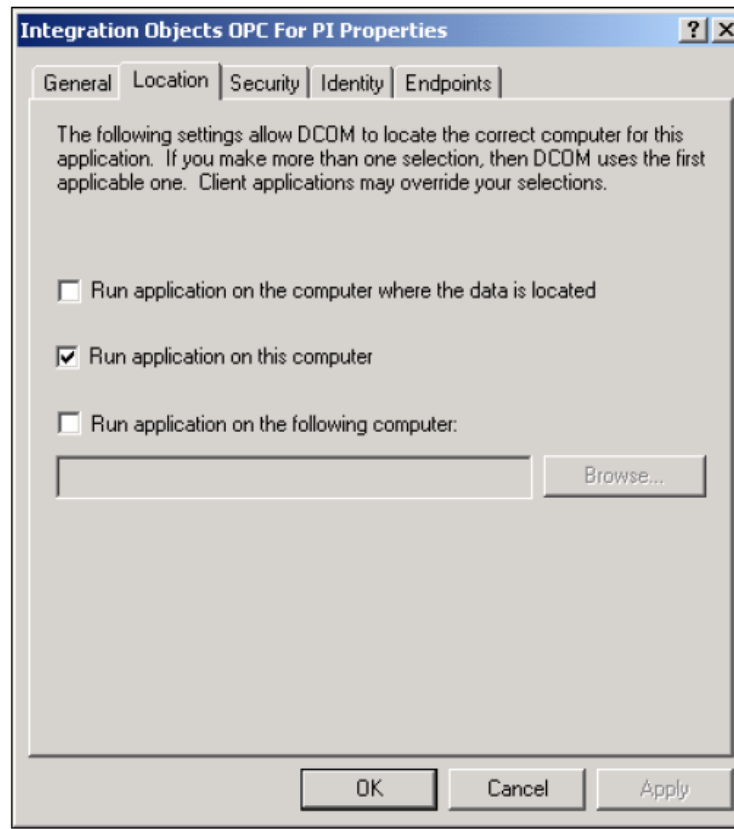 Integration Objects OPC For PI Properties
General Location Security Identity Endpoints
The following settings allow DCOM to locate the correct computer for this
application. If you make more than one selection, then DCOM uses the first
applicable one. Client applications may override your selections.
Run application on the computer where the data is located
Run application on this computer
Run application on the following computer:
Browse...
OK Cancel Apply